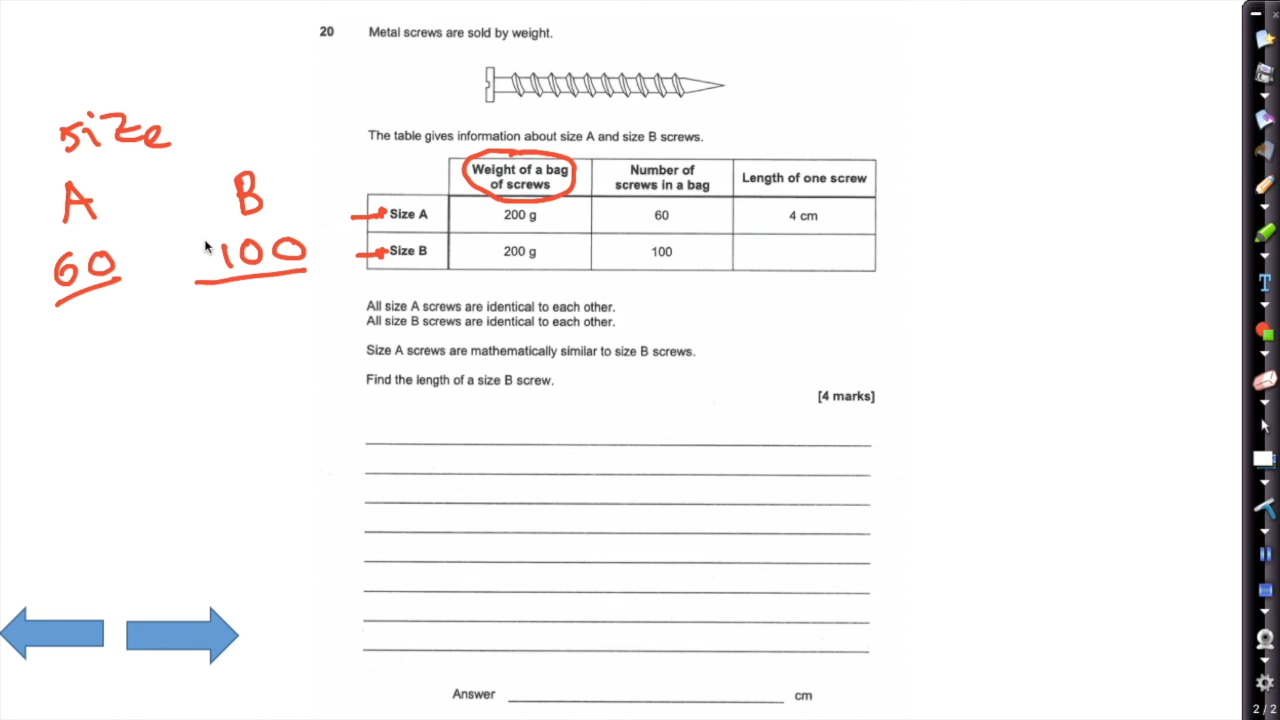 20 Metal screws are sold by weight.
size
The table gives information about size A and size B screws.
A B
60 100
Weight of a bag of screws Number of screws in a bag Length of one screw
Size A 200 g 60 4 cm
Size B 200 g 100
All size A screws are identical to each other.
All size B screws are identical to each other.
Size A screws are mathematically similar to size B screws.
Find the length of a size B screw.
[4 marks]
Answer cm
T
2 / 2